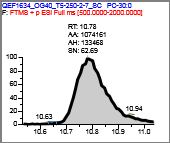 QEF1634_OG40_T5-250-2-7_8C PC-30:0
F: FTMS + p ESI Full ms [500.0000-2000.0000]
RT: 10.78
AA: 1074161
AH: 133468
SN: 62.69
100
80
60
40
20
0
10.63
10.94
10.6 10.7 10.8 10.9 11.0